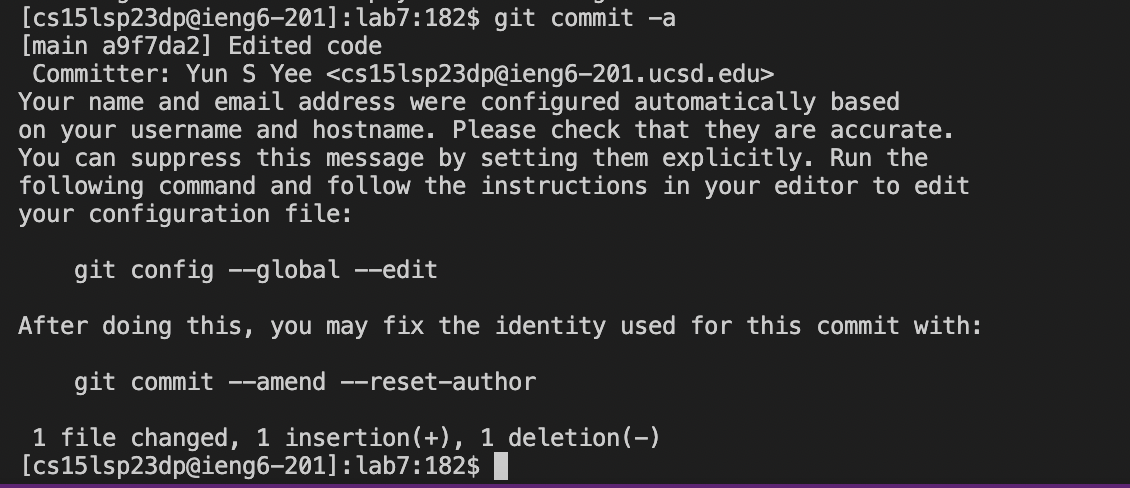 [cs15lsp23dp@ieng6-201]:lab7:182$ git commit -a
[main a9f7da2] Edited code
 Committer: Yun S Yee <cs15lsp23dp@ieng6-201.ucsd.edu>
Your name and email address were configured automatically based
on your username and hostname. Please check that they are accurate.
You can suppress this message by setting them explicitly. Run the
following command and follow the instructions in your editor to edit
your configuration file:

    git config --global --edit

After doing this, you may fix the identity used for this commit with:

    git commit --amend --reset-author

 1 file changed, 1 insertion(+), 1 deletion(-)
[cs15lsp23dp@ieng6-201]:lab7:182$